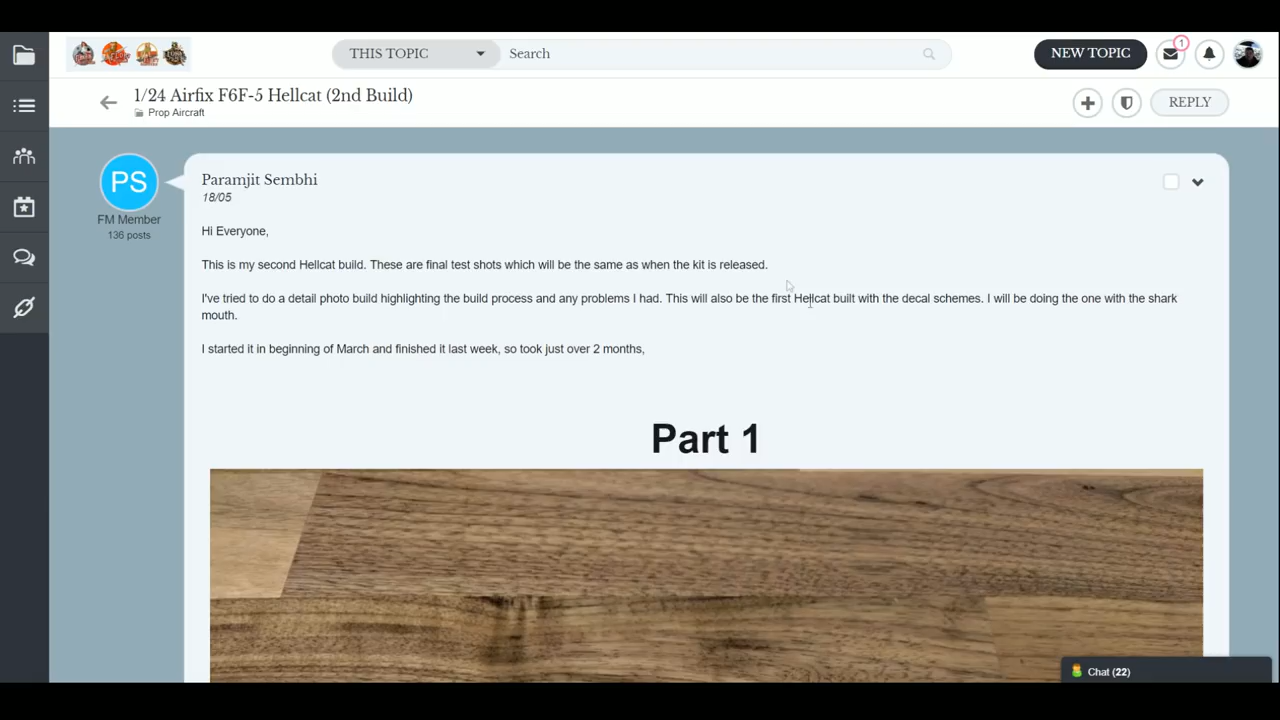 THIS TOPIC
Search
NEW TOPIC
1
1/24 Airfix F6F-5 Hellcat (2nd Build)
Prop Aircraft
REPLY
PS
FM Member
136 posts
Paramjit Sembhi
18/05
Hi Everyone,
This is my second Hellcat build. These are final test shots which will be the same as when the kit is released.
I've tried to do a detail photo build highlighting the build process and any problems I had. This will also be the first Hellcat built with the decal schemes. I will be doing the one with the shark
mouth.
I started it in beginning of March and finished it last week, so took just over 2 months,
Part 1
Chat (22)